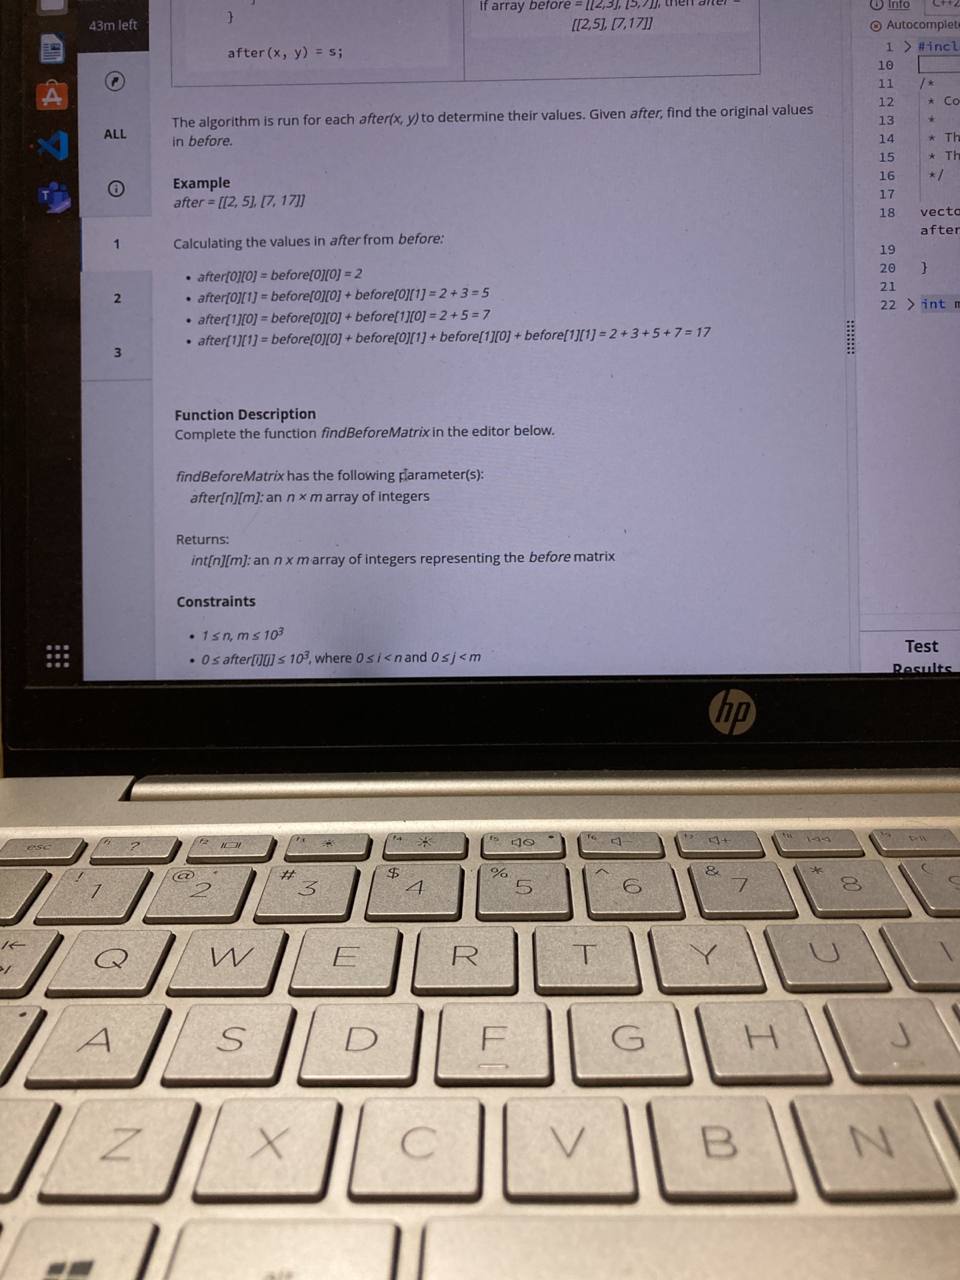 If array before = [[2,3], [5,7]], then after =
[[2,5], [7,17]]
}
after(x, y) = s;
The algorithm is run for each after(x, y) to determine their values. Given after, find the original values
in before.
Example
after = [[2, 5], [7, 17]]
Calculating the values in after from before:
• after[0][0] = before[0][0] = 2
• after[0][1] = before[0][0] + before[0][1] = 2 + 3 = 5
• after[1][0] = before[0][0] + before[1][0] = 2 + 5 = 7
• after[1][1] = before[0][0] + before[0][1] + before[1][0] + before[1][1] = 2 + 3 + 5 + 7 = 17
Function Description
Complete the function findBeforeMatrix in the editor below.
findBeforeMatrix has the following parameter(s):
after[n][m]: an n × m array of integers
Returns:
int[n][m]: an n x m array of integers representing the before matrix
Constraints
• 1 ≤ n, m ≤ 10³
• 0 ≤ after[i][j] ≤ 10³, where 0 ≤ i < n and 0 ≤ j < m
43m left
ALL
1
2
3
Info C++2
Autocomplete
1 > #incl
10
11 /*
12 * Co
13 *
14 * Th
15 * Th
16 */
17
18 vecto
after
19
20 }
21
22 > int m
Test
Results
hp
esc ?
! 1 @ 2 # 3 $ 4 % 5 ^ 6 & 7 * 8 (
Q W E R T Y U I
A S D F G H J
Z X C V B N